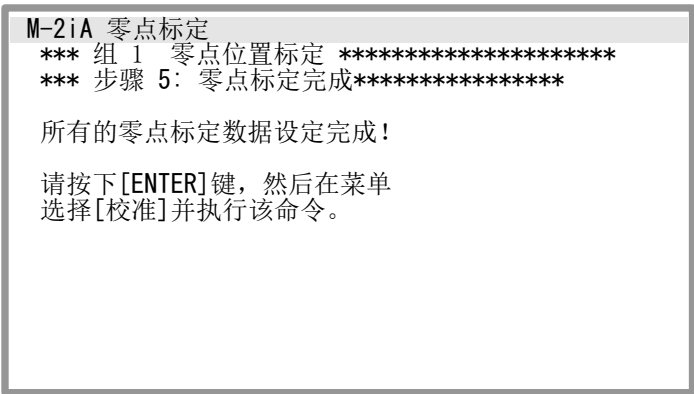 M-2iA 零点标定
*** 组 1 零点位置标定 *********************
*** 步骤 5: 零点标定完成****************
所有的零点标定数据设定完成!
请按下[ENTER]键，然后在菜单
选择[校准]并执行该命令。